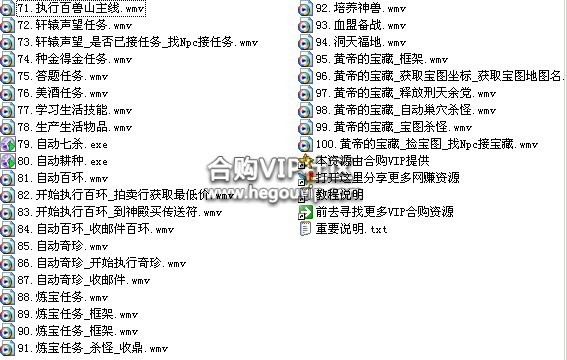 71. 执行百兽山主线.wmv
72. 轩辕声望任务.wmv
73. 轩辕声望任务_是否已接任务_找Npc接任务.wmv
74. 种金得金任务.wmv
75. 答题任务.wmv
76. 美酒任务.wmv
77. 学习生活技能.wmv
78. 生产生活物品.wmv
79. 自动七杀.exe
80. 自动耕种.exe
81. 自动百环.wmv
82. 开始执行百环_拍卖行获取最低价.wmv
83. 开始执行百环_到神殿买传送符.wmv
84. 自动百环_收邮件百环.wmv
85. 自动奇珍.wmv
86. 自动奇珍_开始执行奇珍.wmv
87. 自动奇珍_收邮件.wmv
88. 炼宝任务.wmv
89. 炼宝任务_框架.wmv
90. 炼宝任务_框架.wmv
91. 炼宝任务_杀怪_收鼎.wmv
92. 培养神兽.wmv
93. 血盟备战.wmv
94. 洞天福地.wmv
95. 黄帝的宝藏_框架.wmv
96. 黄帝的宝藏_获取宝图坐标_获取宝图地图名.
97. 黄帝的宝藏_释放刑天余党.wmv
98. 黄帝的宝藏_自动巢穴杀怪.wmv
99. 黄帝的宝藏_宝图杀怪.wmv
100. 黄帝的宝藏_捡宝图_找Npc接宝藏.wmv
本资源由合购VIP提供
打开这里分享更多网赚资源
教程说明
前去寻找更多VIP合购资源
重要说明.txt
合购VIP
www.hegou